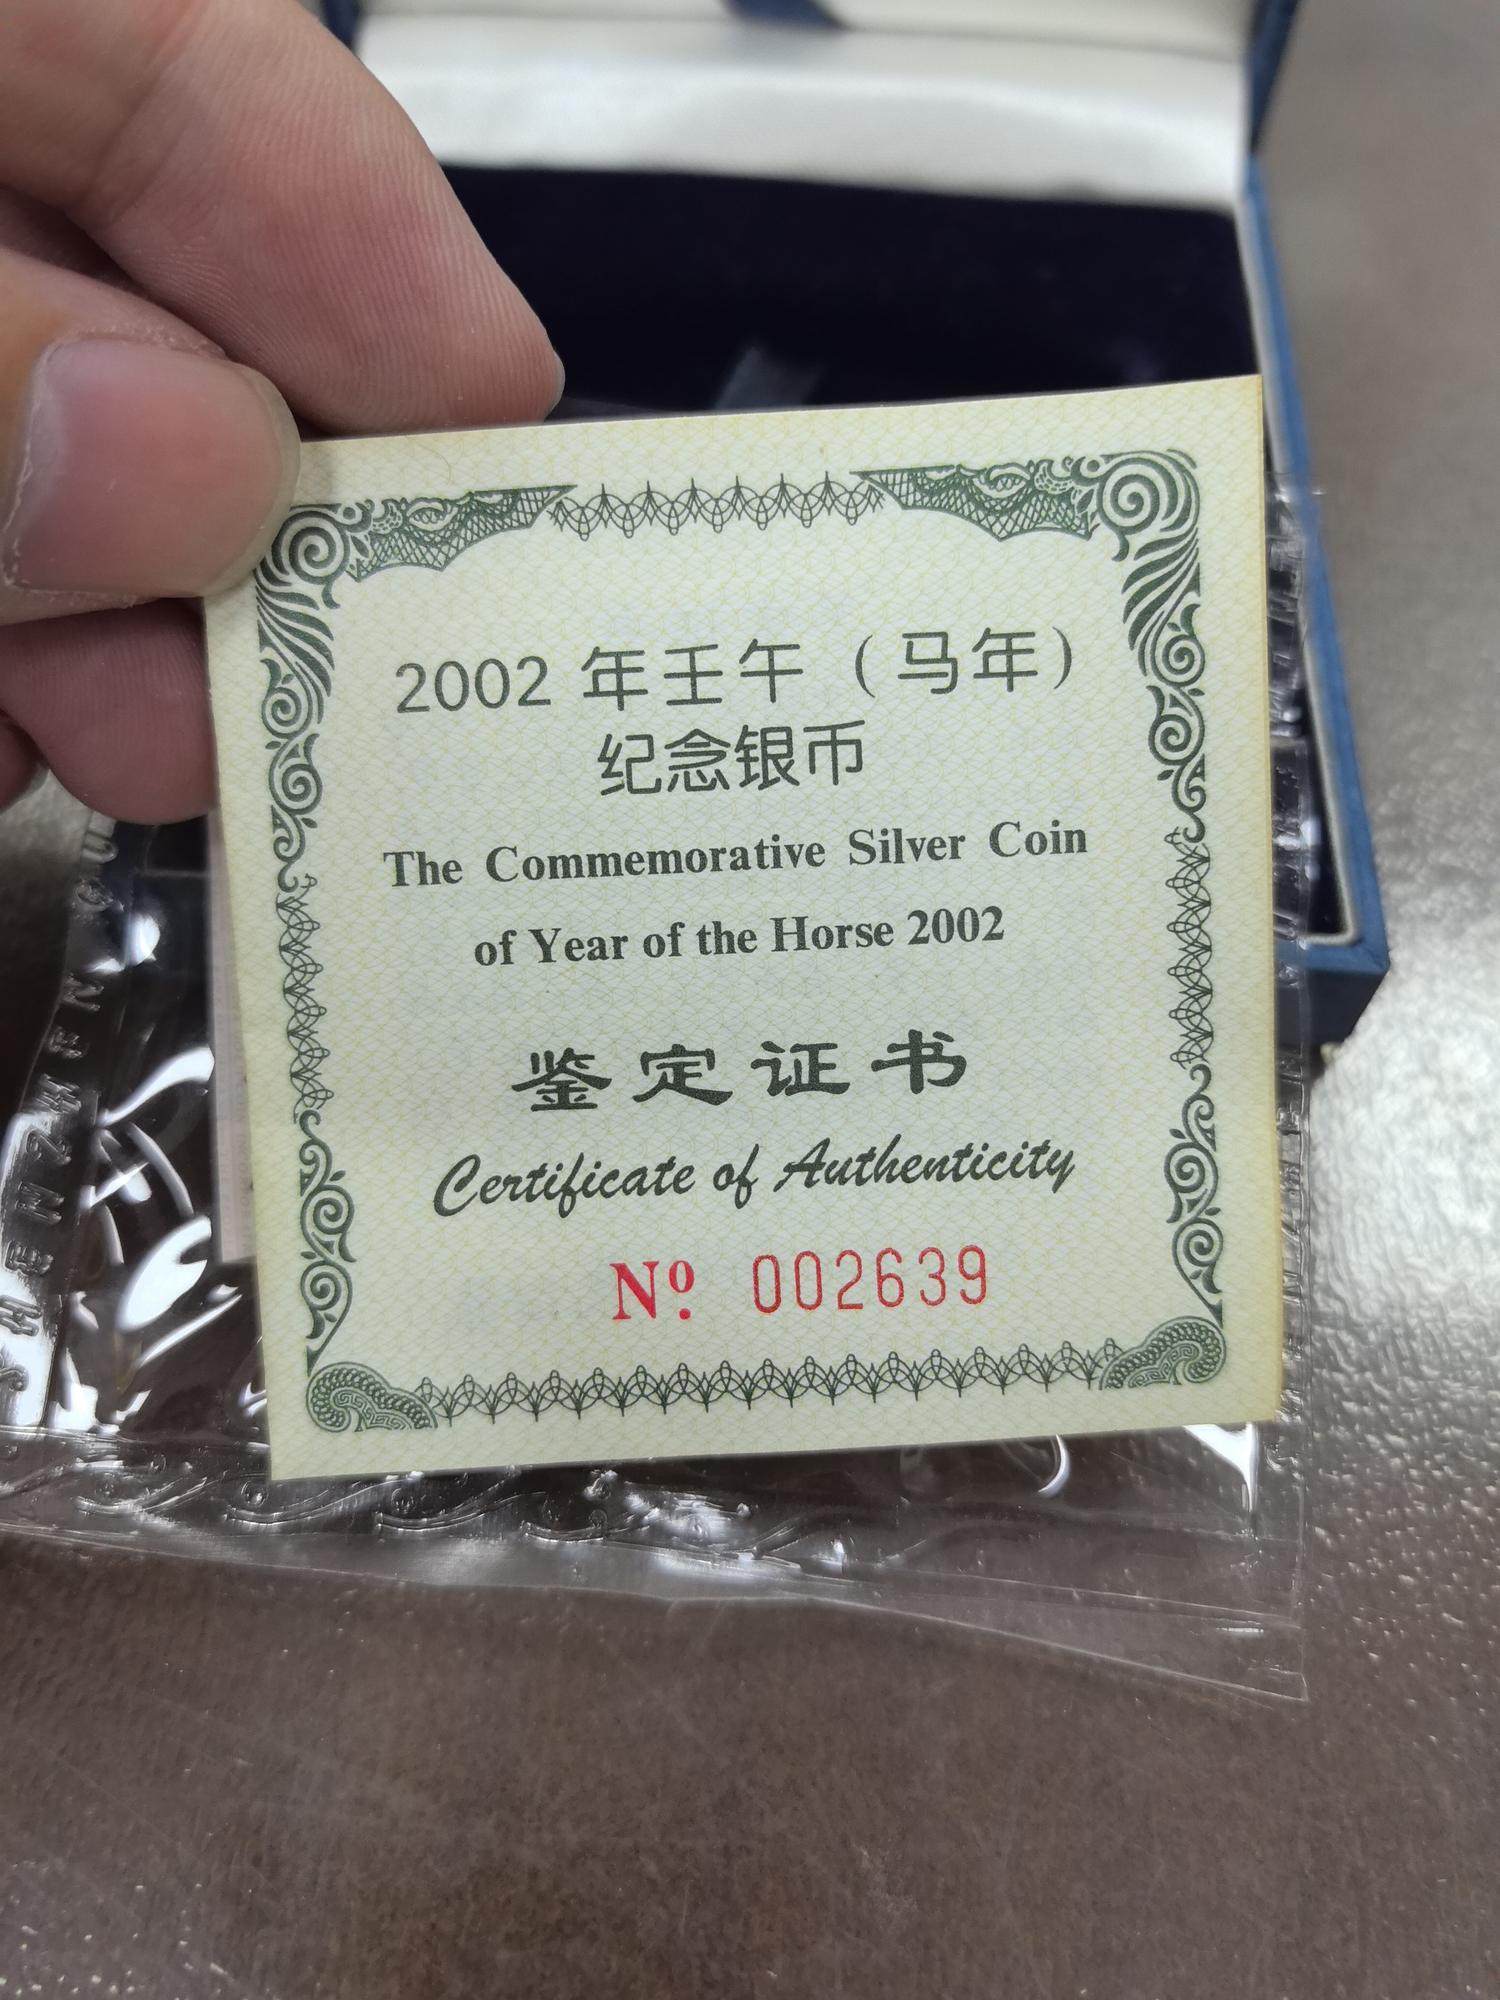 2002 年壬午（马年）
纪念银币
The Commemorative Silver Coin
of Year of the Horse 2002
鉴定证书
Certificate of Authenticity
Nº 002639